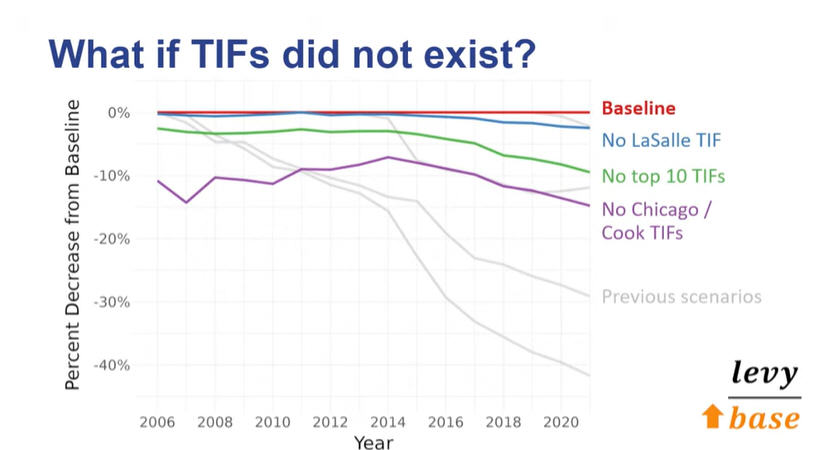 What if TIFs did not exist?
Percent Decrease from Baseline
0%
-10%
-20%
-30%
-40%
2006 2008 2010 2012 2014 2016 2018 2020
Year
Baseline
No LaSalle TIF
No top 10 TIFs
No Chicago /
Cook TIFs
Previous scenarios
levy
base